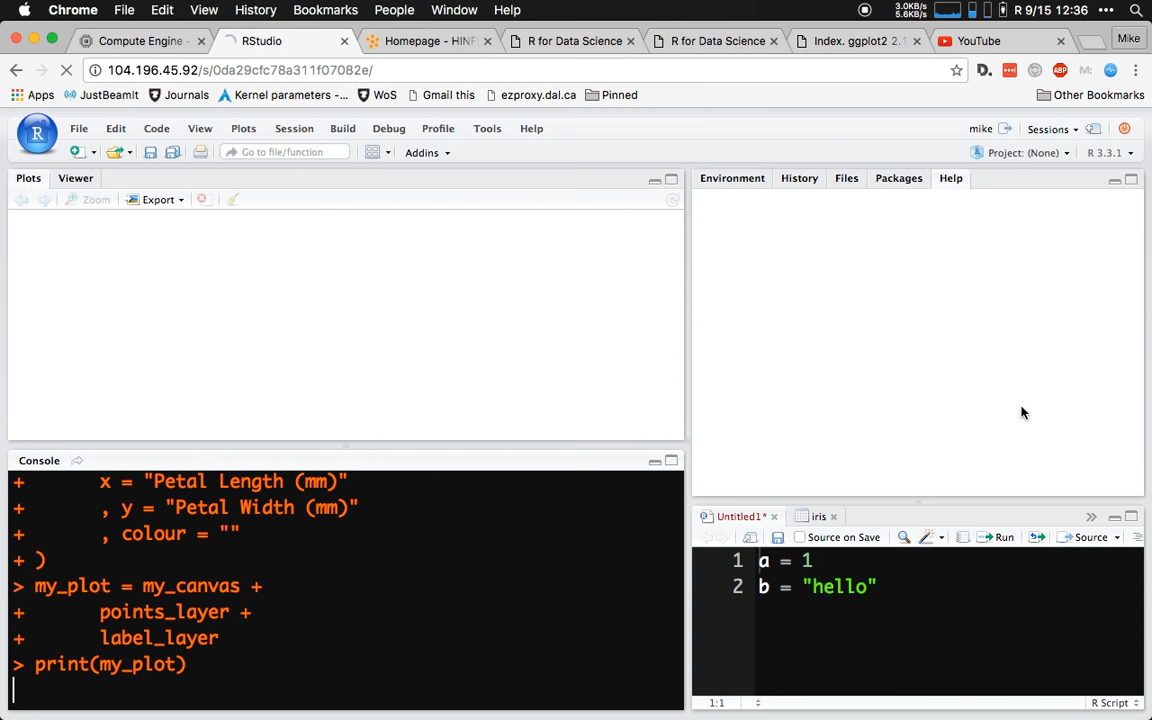 Chrome File Edit View History Bookmarks People Window Help 3.0KB/s 5.6KB/s R 9/15 12:36
Compute Engine - RStudio Homepage - HINF R for Data Science R for Data Science Index. ggplot2 2.1 YouTube Mike
104.196.45.92/s/0da29cfc78a311f07082e/ D. ABP M:
Apps JustBeamIt Journals Kernel parameters -... WoS Gmail this ezproxy.dal.ca Pinned Other Bookmarks
R File Edit Code View Plots Session Build Debug Profile Tools Help mike Sessions
Go to file/function Addins Project: (None) R 3.3.1
Plots Viewer
Zoom Export
Environment History Files Packages Help
Console
+ x = "Petal Length (mm)"
+ , y = "Petal Width (mm)"
+ , colour = ""
+ )
> my_plot = my_canvas +
+ points_layer +
+ label_layer
> print(my_plot)
Untitled1* iris
Source on Save Run Source
1 a = 1
2 b = "hello"
1:1 R Script